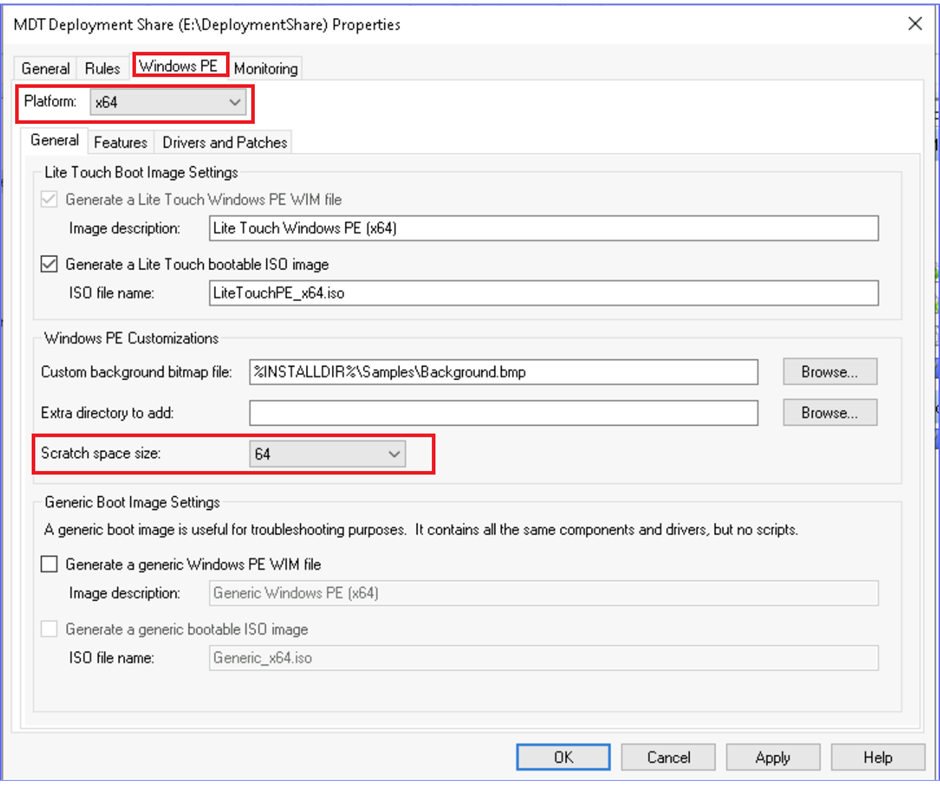 MDT Deployment Share (E:\DeploymentShare) Properties
General Rules Windows PE Monitoring
Platform: x64
General Features Drivers and Patches
Lite Touch Boot Image Settings
Generate a Lite Touch Windows PE WIM file
Image description: Lite Touch Windows PE (x64)
Generate a Lite Touch bootable ISO image
ISO file name: LiteTouchPE_x64.iso
Windows PE Customizations
Custom background bitmap file: %INSTALLDIR%\Samples\Background.bmp Browse...
Extra directory to add: Browse...
Scratch space size: 64
Generic Boot Image Settings
A generic boot image is useful for troubleshooting purposes. It contains all the same components and drivers, but no scripts.
Generate a generic Windows PE WIM file
Image description: Generic Windows PE (x64)
Generate a generic bootable ISO image
ISO file name: Generic_x64.iso
OK Cancel Apply Help